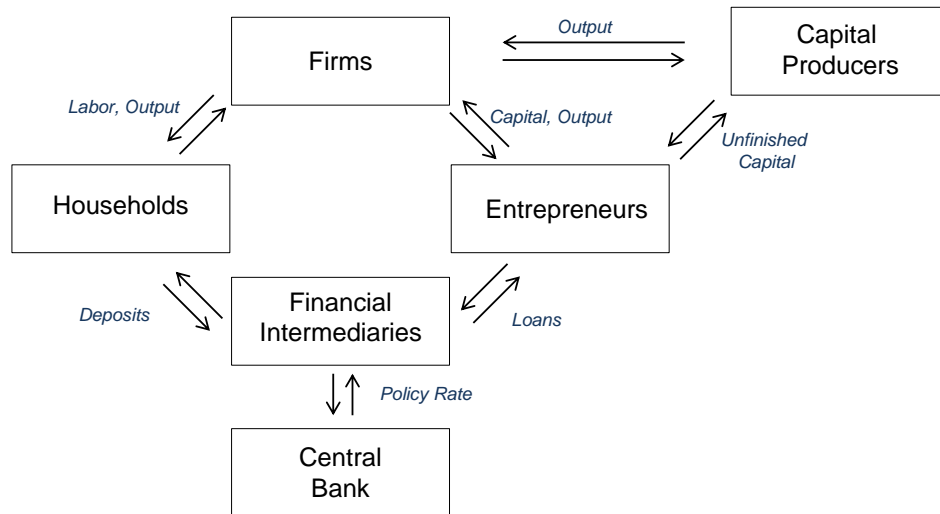 Firms
Output
Capital
Producers
Labor, Output
Capital, Output
Unfinished
Capital
Households
Entrepreneurs
Deposits
Financial
Intermediaries
Loans
Policy Rate
Central
Bank